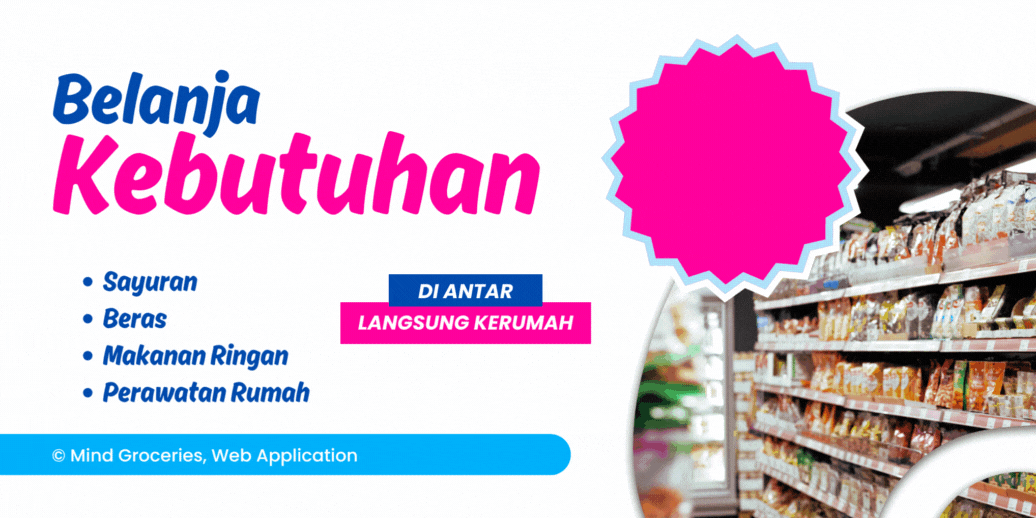 Belanja
Kebutuhan
• Sayuran
• Beras
• Makanan Ringan
• Perawatan Rumah
DI ANTAR
LANGSUNG KERUMAH
© Mind Groceries, Web Application